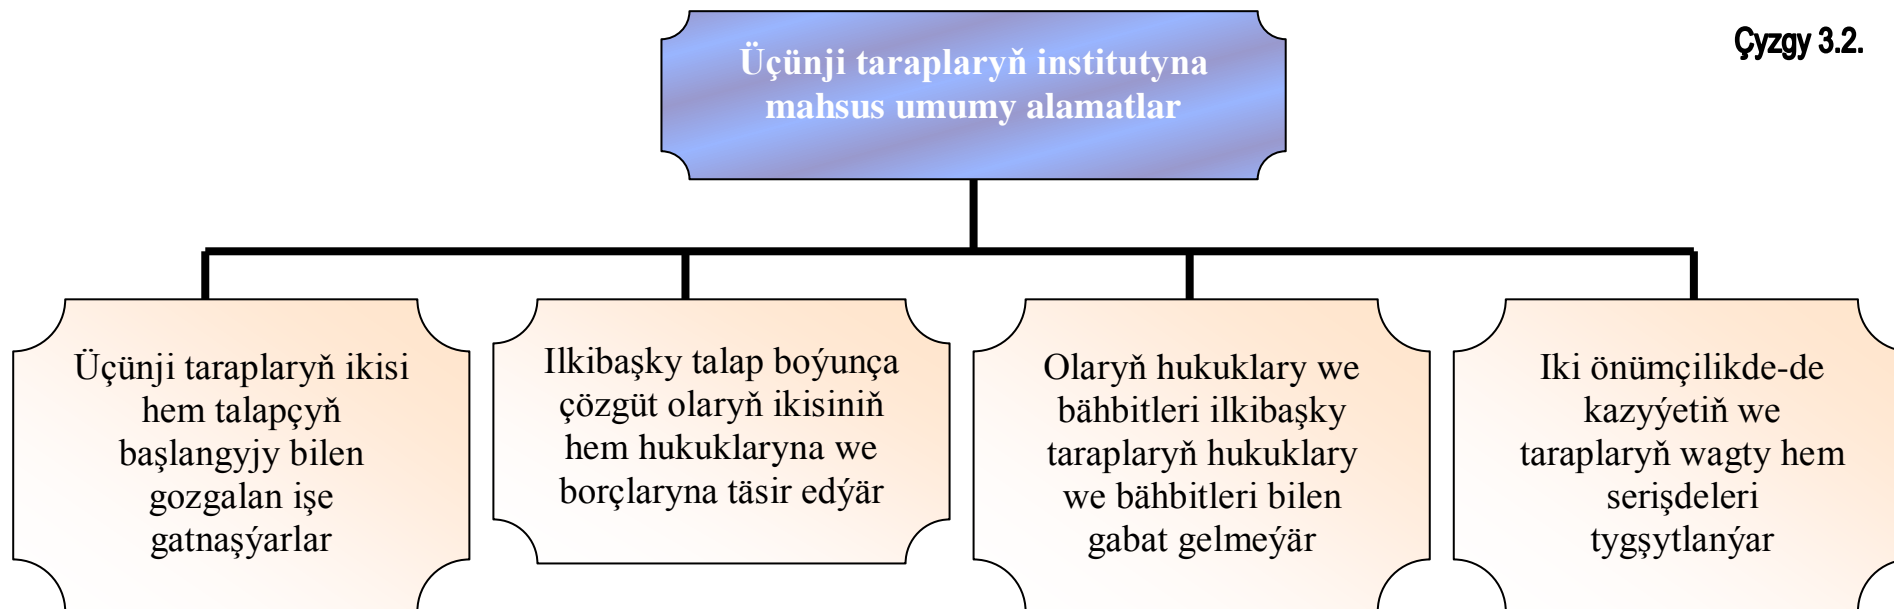 Çyzgy 3.2.
Üçünji taraplaryň institutyna
mahsus umumy alamatlar
Üçünji taraplaryň ikisi
hem talapçyň
başlangyjy bilen
gozgalan işe
gatnaşýarlar
Ilkibaşky talap boýunça
çözgüt olaryň ikisiniň
hem hukuklaryna we
borçlaryna täsir edýär
Olaryň hukuklary we
bähbitleri ilkibaşky
taraplaryň hukuklary
we bähbitleri bilen
gabat gelmeýär
Iki önümçilikde-de
kazyýetiň we
taraplaryň wagty hem
serişdeleri
tygşytlanýar